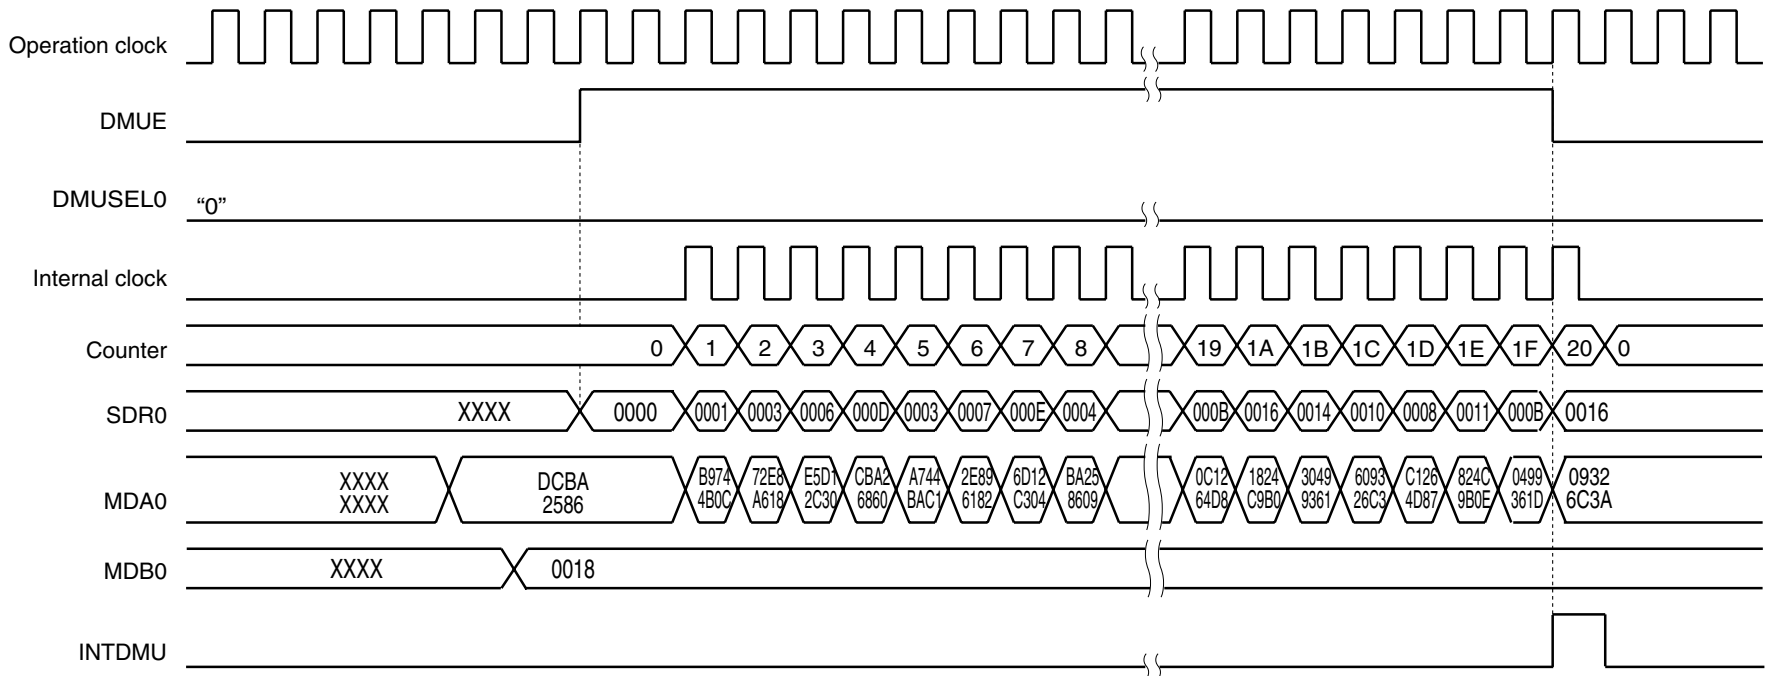 Operation clock
DMUE
DMUSEL0 “0”
Internal clock
Counter 0 1 2 3 4 5 6 7 8 19 1A 1B 1C 1D 1E 1F 20 0
SDR0 XXXX 0000 0001 0003 0006 000D 0003 0007 000E 0004 000B 0016 0014 0010 0008 0011 000B 0016
XXXX DCBA B974 72E8 E5D1 CBA2 A744 2E89 6D12 BA25 0C12 1824 3049 6093 C126 824C 0499 0932
MDA0 XXXX 2586 4B0C A618 2C30 6860 BAC1 6182 C304 8609 64D8 C9B0 9361 26C3 4D87 9B0E 361D 6C3A
MDB0 XXXX 0018
INTDMU